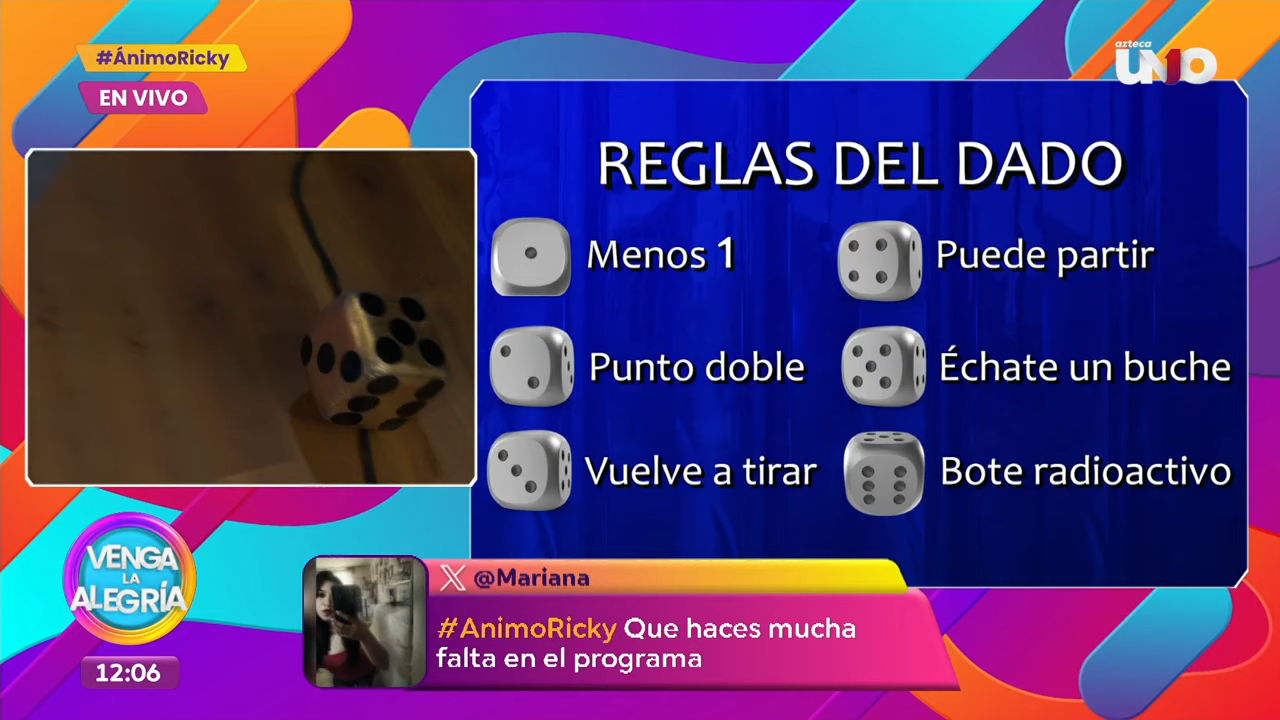 #ÁnimoRicky
EN VIVO
azteca
UNO
REGLAS DEL DADO
Menos 1
Puede partir
Punto doble
Échate un buche
Vuelve a tirar
Bote radioactivo
VENGA
LA
ALEGRÍA
12:06
X @Mariana
#AnimoRicky Que haces mucha
falta en el programa